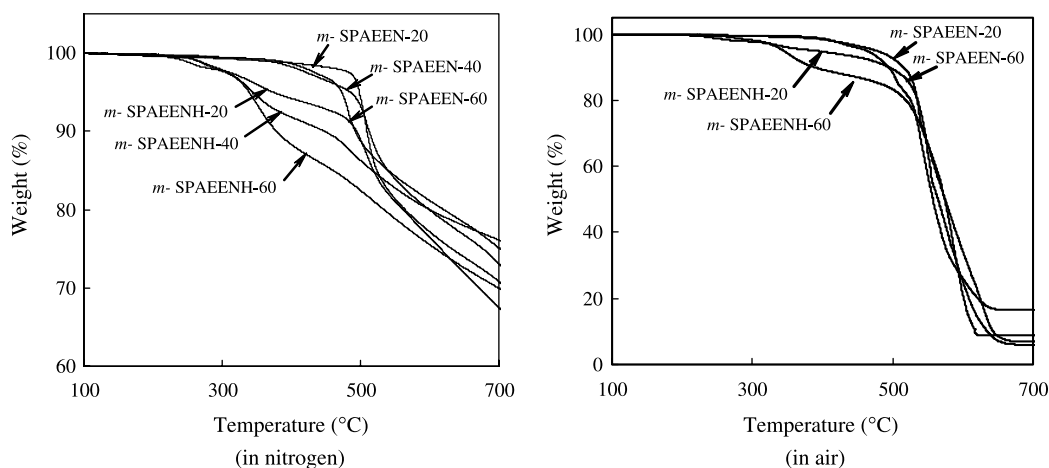 100
90
80
70
60
Weight (%)
m- SPAEEN-20
m- SPAEEN-40
m- SPAEEN-60
m- SPAEENH-20
m- SPAEENH-40
m- SPAEENH-60
100
300
500
700
Temperature (°C)
(in nitrogen)
100
80
60
40
20
0
Weight (%)
m- SPAEEN-20
m- SPAEEN-60
m- SPAEENH-20
m- SPAEENH-60
100
300
500
700
Temperature (°C)
(in air)